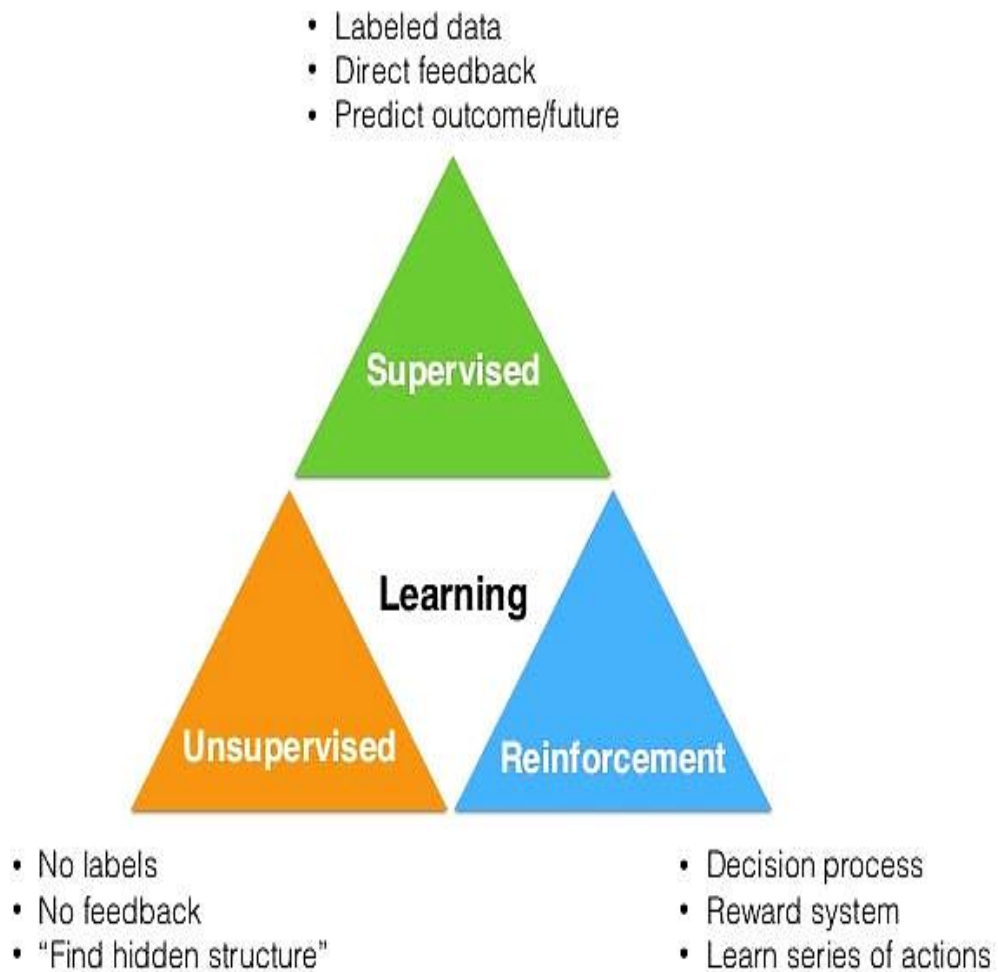 • Labeled data
• Direct feedback
• Predict outcome/future
Supervised
Learning
Unsupervised
Reinforcement
• No labels
• No feedback
• “Find hidden structure”
• Decision process
• Reward system
• Learn series of actions